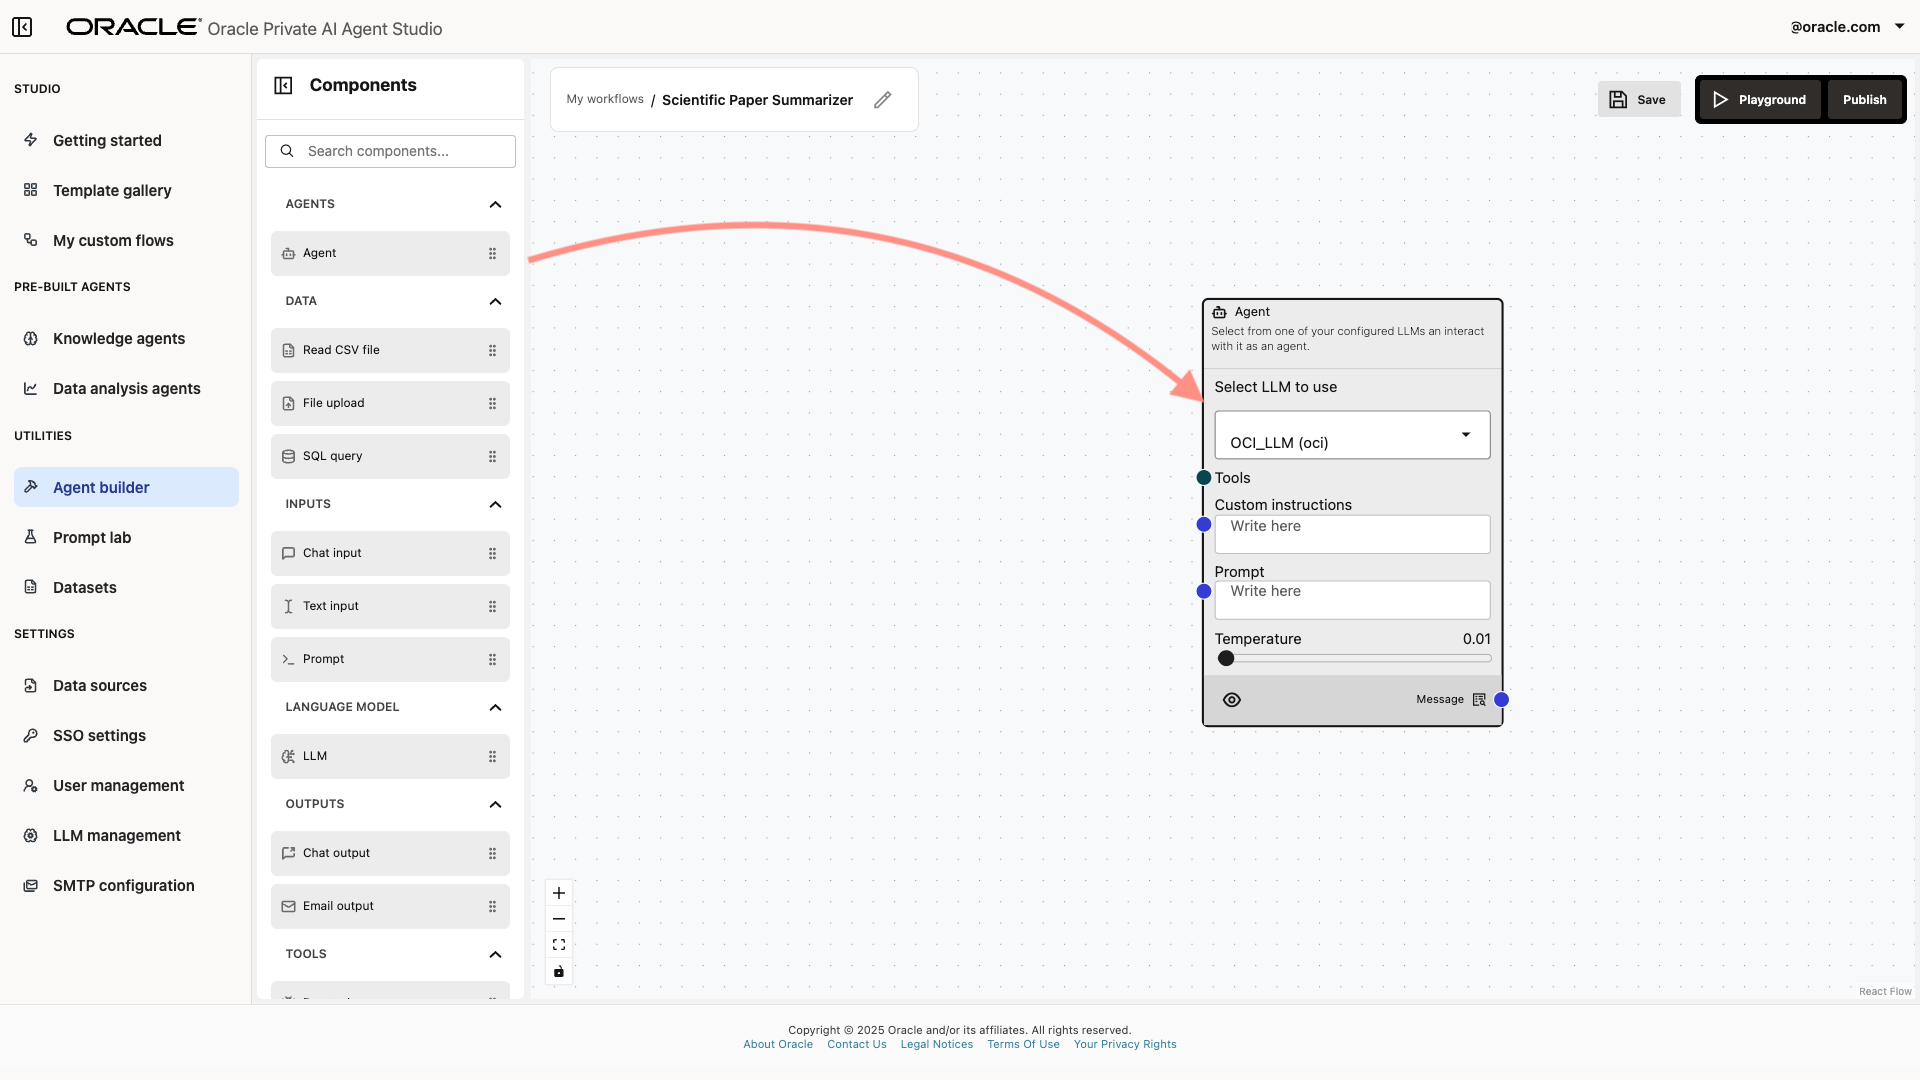 ORACLE Oracle Private AI Agent Studio
@oracle.com
STUDIO
Getting started
Template gallery
My custom flows
PRE-BUILT AGENTS
Knowledge agents
Data analysis agents
UTILITIES
Agent builder
Prompt lab
Datasets
SETTINGS
Data sources
SSO settings
User management
LLM management
SMTP configuration
Components
Search components...
AGENTS
Agent
DATA
Read CSV file
File upload
SQL query
INPUTS
Chat input
Text input
Prompt
LANGUAGE MODEL
LLM
OUTPUTS
Chat output
Email output
TOOLS
My workflows / Scientific Paper Summarizer
Save
Playground
Publish
Agent
Select from one of your configured LLMs an interact
with it as an agent.
Select LLM to use
OCI_LLM (oci)
Tools
Custom instructions
Write here
Prompt
Write here
Temperature 0.01
Message
React Flow
Copyright © 2025 Oracle and/or its affiliates. All rights reserved.
About Oracle Contact Us Legal Notices Terms Of Use Your Privacy Rights